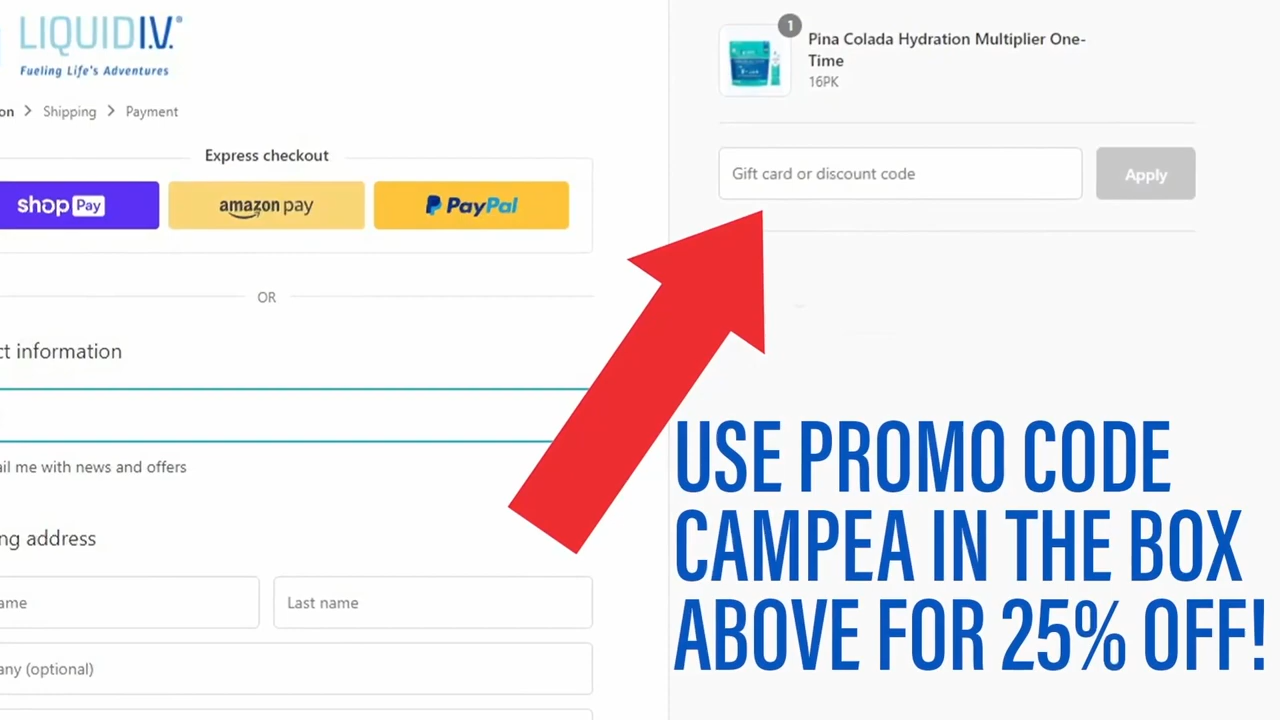 LIQUID I.V.®
Fueling Life's Adventures
on > Shipping > Payment
Express checkout
shop Pay
amazon pay
PayPal
OR
ct information
ail me with news and offers
ng address
ame
Last name
any (optional)
1
Pina Colada Hydration Multiplier One-
Time
16PK
Gift card or discount code
Apply
USE PROMO CODE
CAMPEA IN THE BOX
ABOVE FOR 25% OFF!